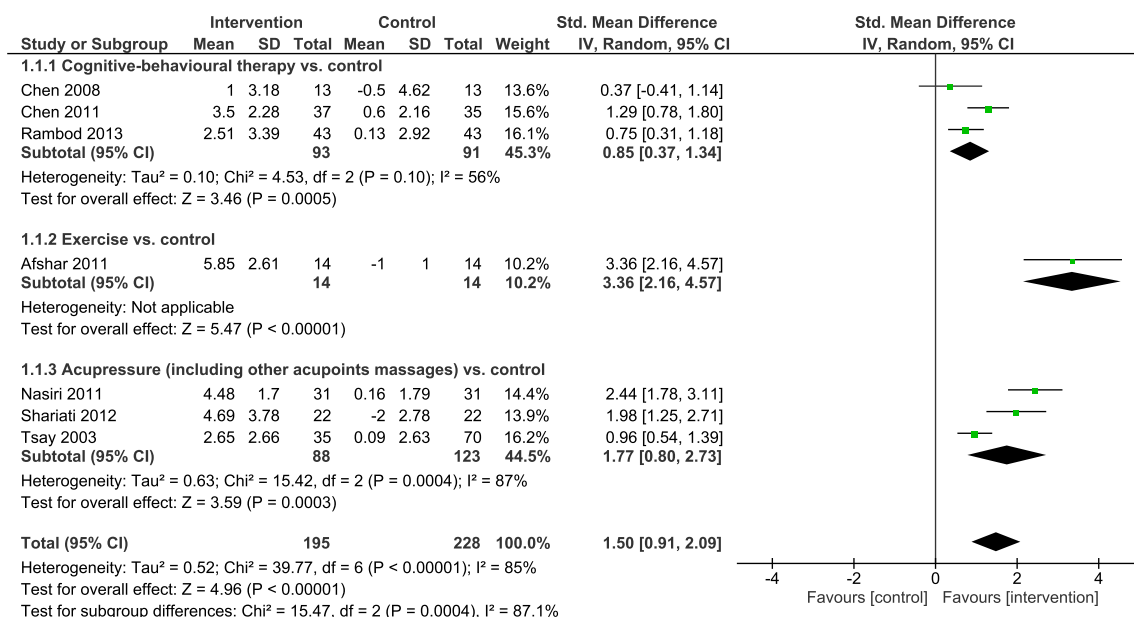 Intervention Control Std. Mean Difference Std. Mean Difference
Study or Subgroup Mean SD Total Mean SD Total Weight IV, Random, 95% CI IV, Random, 95% CI
1.1.1 Cognitive-behavioural therapy vs. control
Chen 2008 1 3.18 13 -0.5 4.62 13 13.6% 0.37 [-0.41, 1.14]
Chen 2011 3.5 2.28 37 0.6 2.16 35 15.6% 1.29 [0.78, 1.80]
Rambod 2013 2.51 3.39 43 0.13 2.92 43 16.1% 0.75 [0.31, 1.18]
Subtotal (95% CI) 93 91 45.3% 0.85 [0.37, 1.34]
Heterogeneity: Tau² = 0.10; Chi² = 4.53, df = 2 (P = 0.10); I² = 56%
Test for overall effect: Z = 3.46 (P = 0.0005)
1.1.2 Exercise vs. control
Afshar 2011 5.85 2.61 14 -1 1 14 10.2% 3.36 [2.16, 4.57]
Subtotal (95% CI) 14 14 10.2% 3.36 [2.16, 4.57]
Heterogeneity: Not applicable
Test for overall effect: Z = 5.47 (P < 0.00001)
1.1.3 Acupressure (including other acupoints massages) vs. control
Nasiri 2011 4.48 1.7 31 0.16 1.79 31 14.4% 2.44 [1.78, 3.11]
Shariati 2012 4.69 3.78 22 -2 2.78 22 13.9% 1.98 [1.25, 2.71]
Tsay 2003 2.65 2.66 35 0.09 2.63 70 16.2% 0.96 [0.54, 1.39]
Subtotal (95% CI) 88 123 44.5% 1.77 [0.80, 2.73]
Heterogeneity: Tau² = 0.63; Chi² = 15.42, df = 2 (P = 0.0004); I² = 87%
Test for overall effect: Z = 3.59 (P = 0.0003)
Total (95% CI) 195 228 100.0% 1.50 [0.91, 2.09]
Heterogeneity: Tau² = 0.52; Chi² = 39.77, df = 6 (P < 0.00001); I² = 85%
Test for overall effect: Z = 4.96 (P < 0.00001)
Test for subgroup differences: Chi² = 15.47, df = 2 (P = 0.0004), I² = 87.1%
-4 -2 0 2 4
Favours [control] Favours [intervention]